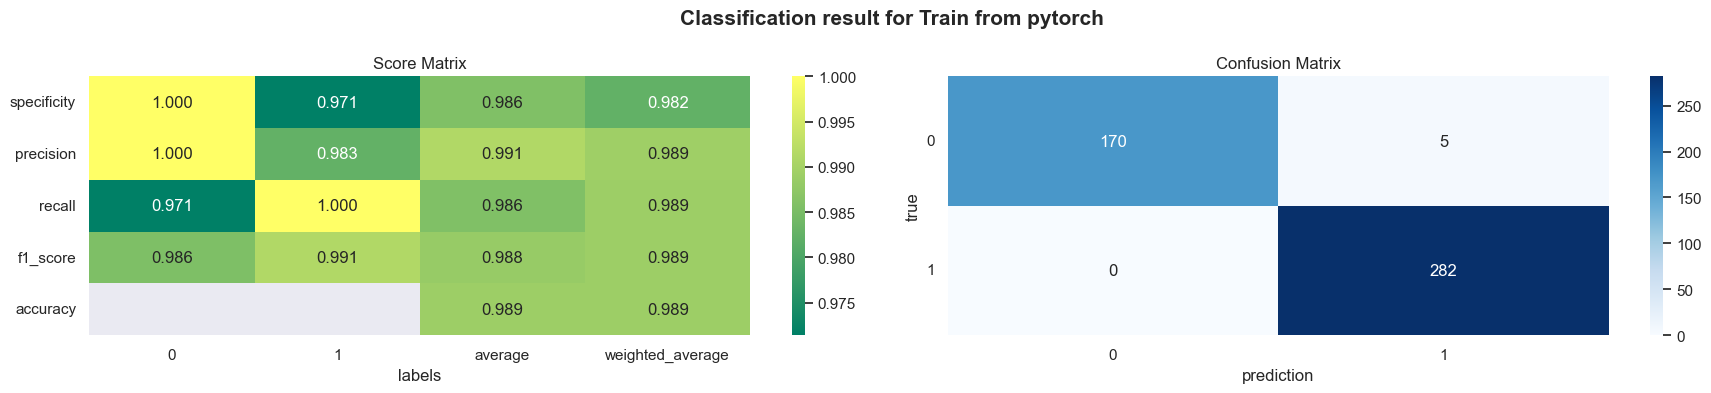 Classification result for Train from pytorch
Score Matrix
specificity 1.000 0.971 0.986 0.982
precision 1.000 0.983 0.991 0.989
recall 0.971 1.000 0.986 0.989
f1_score 0.986 0.991 0.988 0.989
accuracy 0.989 0.989
0 1 average weighted_average
labels
1.000
0.995
0.990
0.985
0.980
0.975
Confusion Matrix
true
0 170 5
1 0 282
0 1
prediction
250
200
150
100
50
0